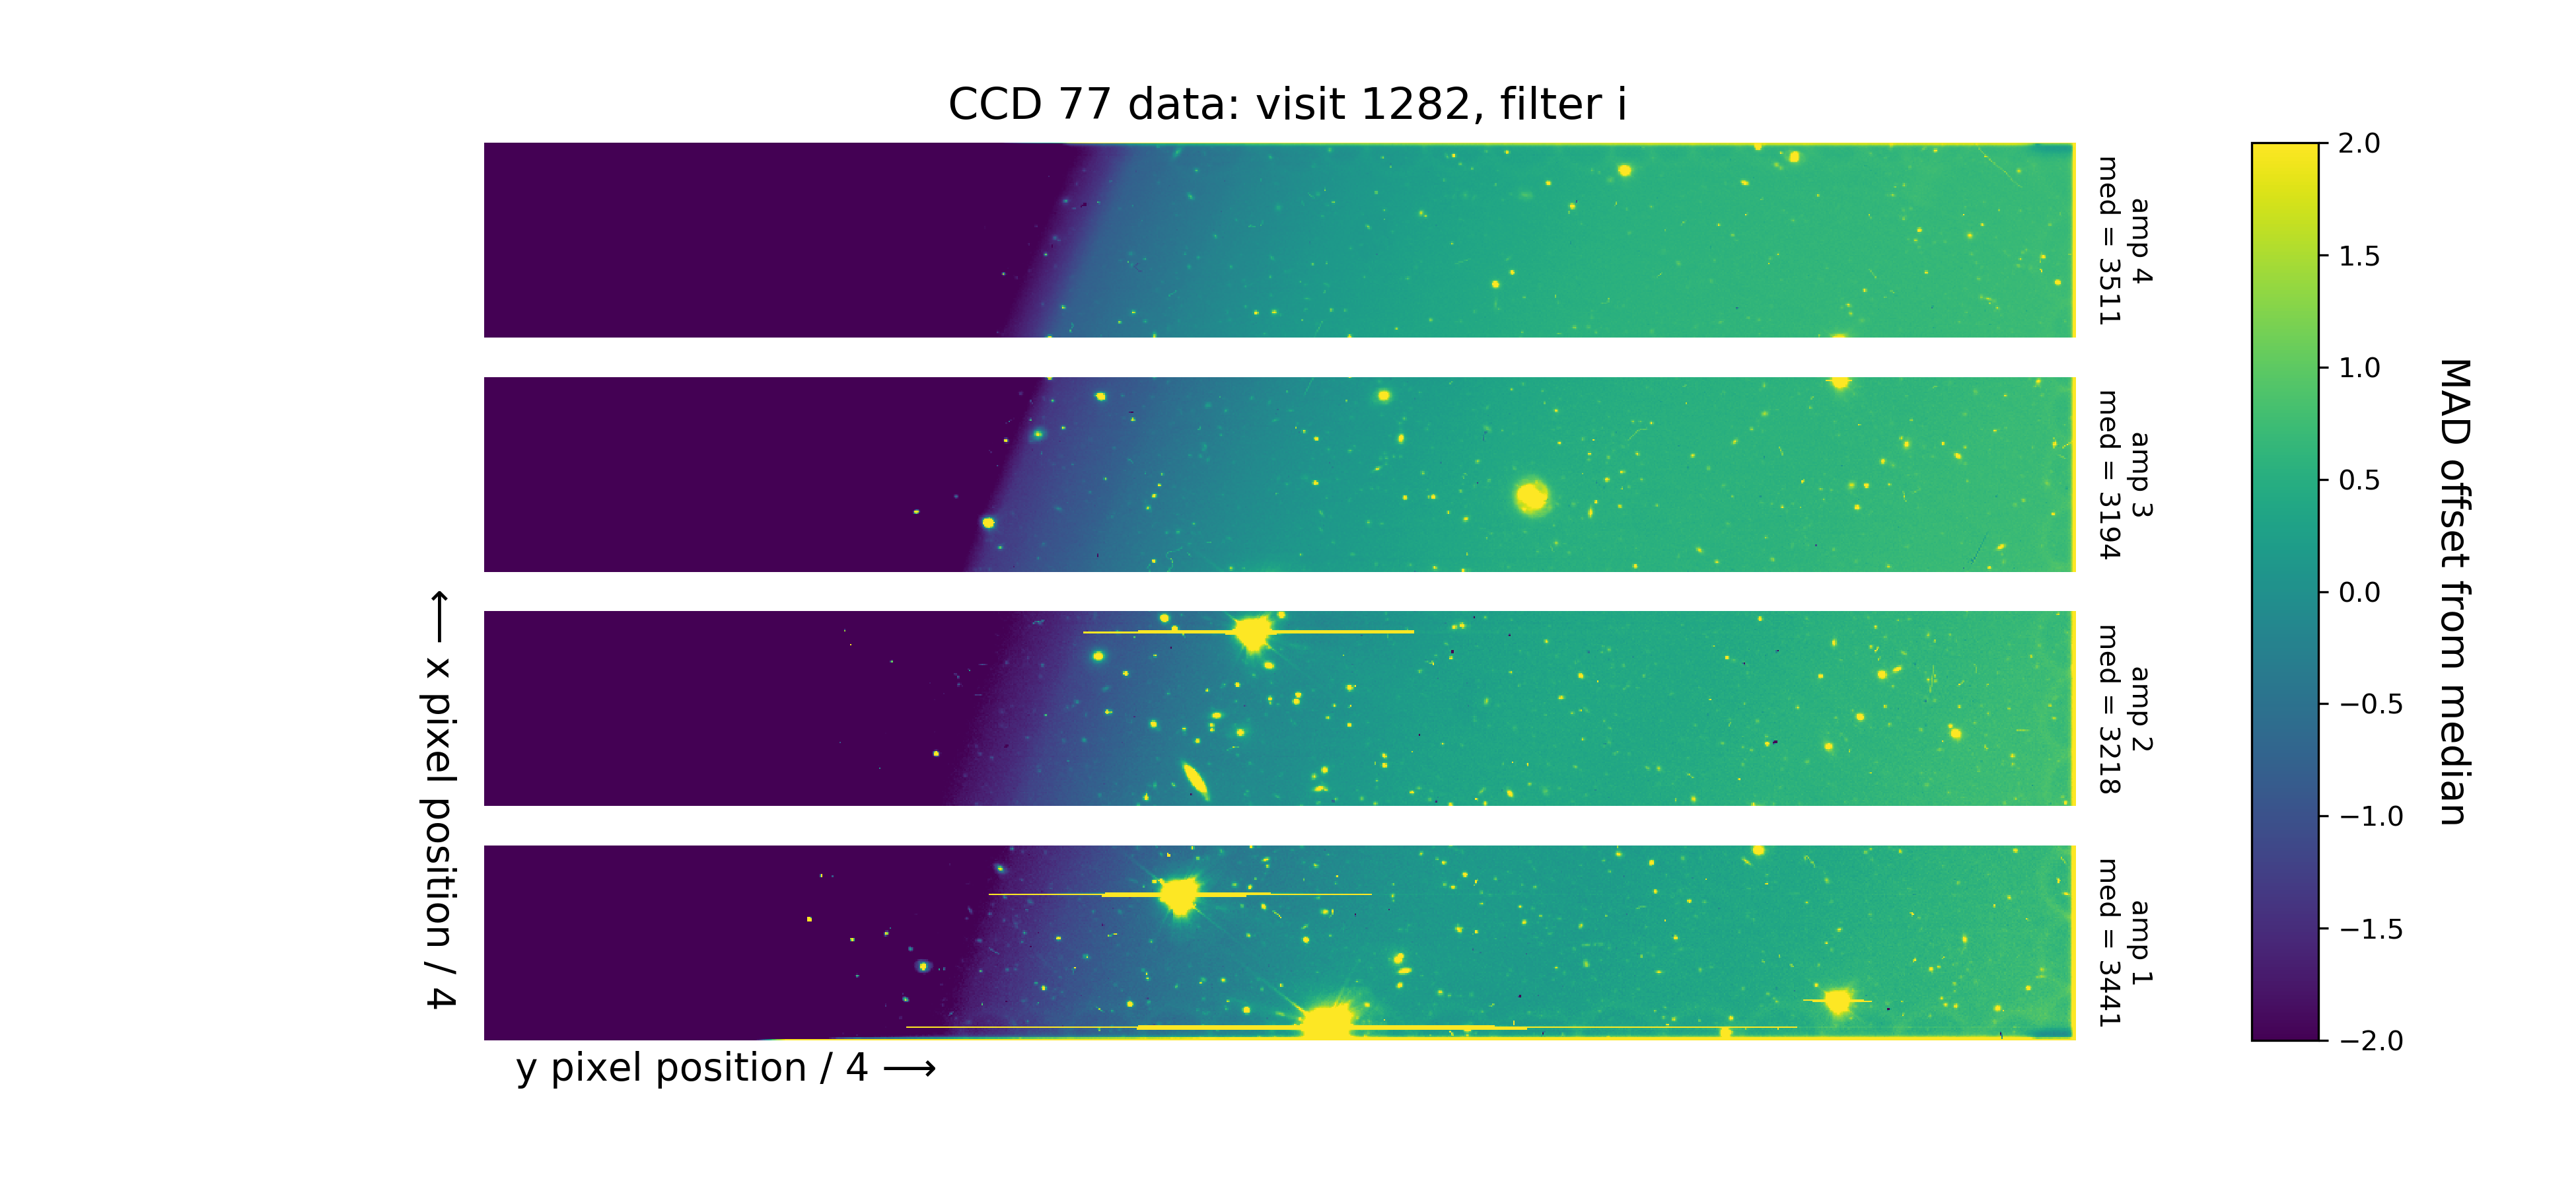 CCD 77 data: visit 1282, filter i
amp 4
med = 3511
amp 3
med = 3194
amp 2
med = 3218
amp 1
med = 3441
⟵ x pixel position / 4
y pixel position / 4 ⟶
2.0
1.5
1.0
0.5
0.0
−0.5
−1.0
−1.5
−2.0
MAD offset from median